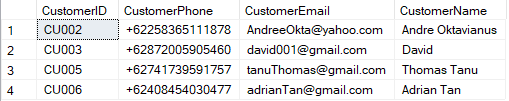 CustomerID CustomerPhone CustomerEmail CustomerName
1 CU002 +62258365111878 AndreeOkta@yahoo.com Andre Oktavianus
2 CU003 +62872005905460 david001@gmail.com David
3 CU005 +62741739591757 tanuThomas@gmail.com Thomas Tanu
4 CU006 +62408454030477 adrianTan@gmail.com Adrian Tan